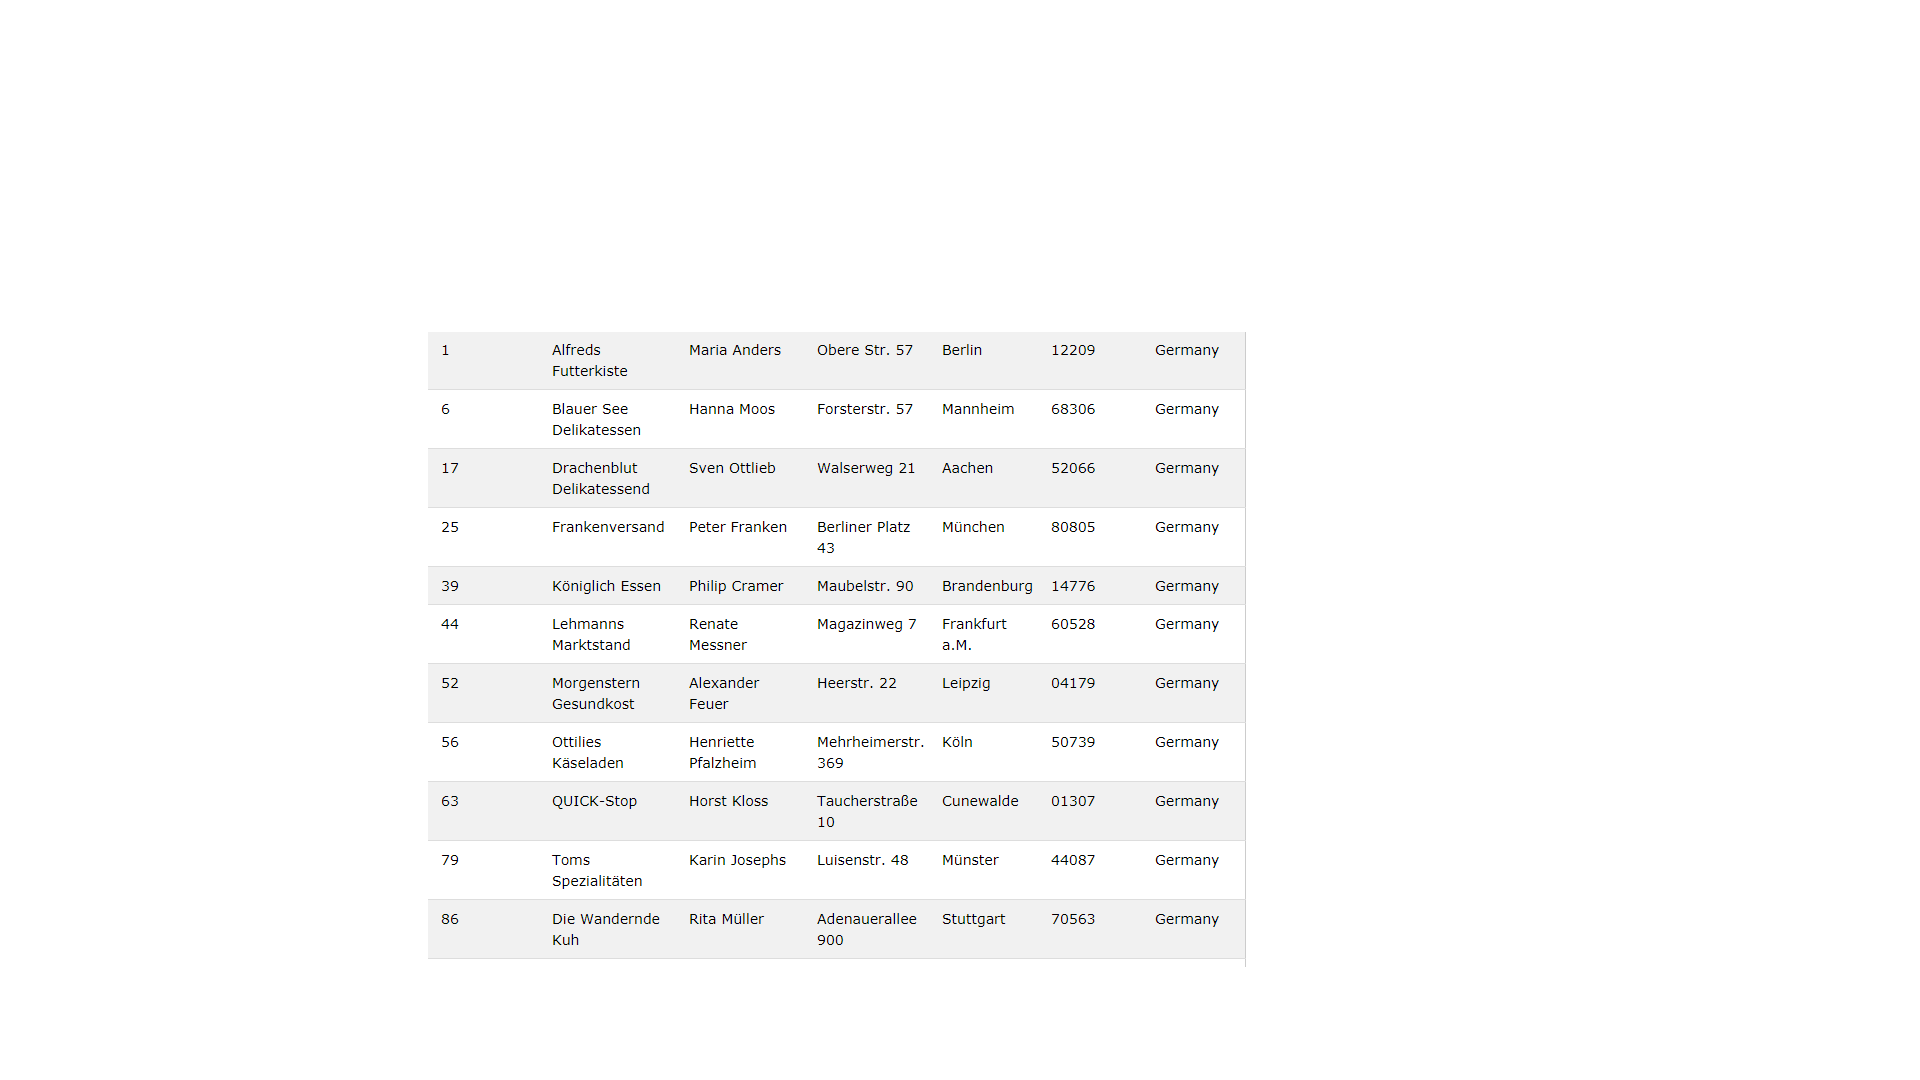 1 Alfreds Maria Anders Obere Str. 57 Berlin 12209 Germany
Futterkiste
6 Blauer See Hanna Moos Forsterstr. 57 Mannheim 68306 Germany
Delikatessen
17 Drachenblut Sven Ottlieb Walserweg 21 Aachen 52066 Germany
Delikatessend
25 Frankenversand Peter Franken Berliner Platz München 80805 Germany
43
39 Königlich Essen Philip Cramer Maubelstr. 90 Brandenburg 14776 Germany
44 Lehmanns Renate Magazinweg 7 Frankfurt 60528 Germany
Marktstand Messner a.M.
52 Morgenstern Alexander Heerstr. 22 Leipzig 04179 Germany
Gesundkost Feuer
56 Ottilies Henriette Mehrheimerstr. Köln 50739 Germany
Käseladen Pfalzheim 369
63 QUICK-Stop Horst Kloss Taucherstraße Cunewalde 01307 Germany
10
79 Toms Karin Josephs Luisenstr. 48 Münster 44087 Germany
Spezialitäten
86 Die Wandernde Rita Müller Adenauerallee Stuttgart 70563 Germany
Kuh 900